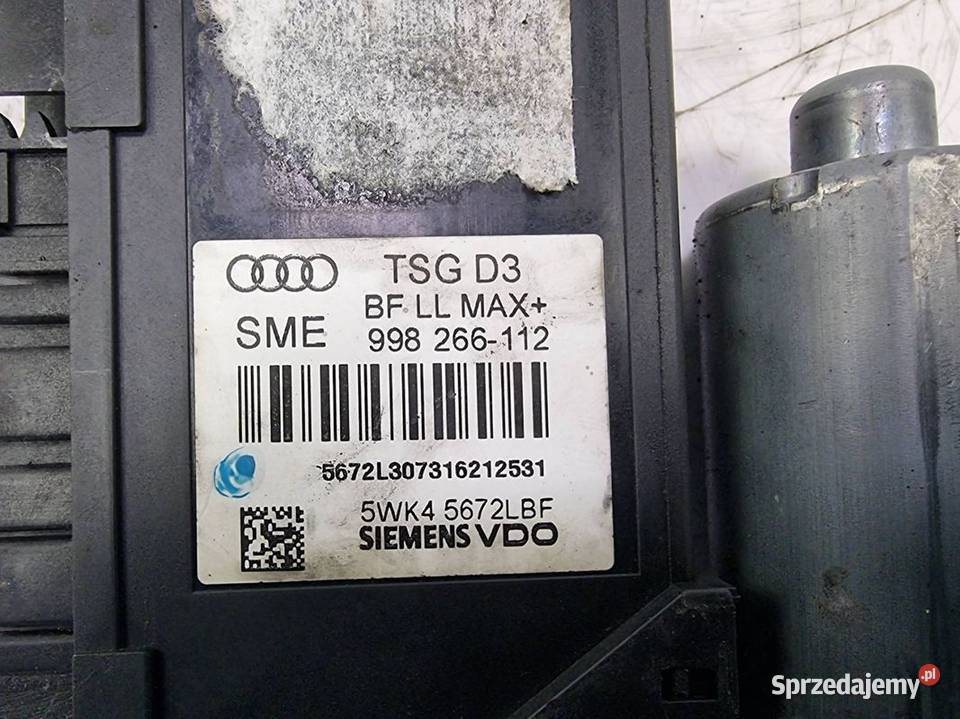 TSG D3
BF LL MAX+
SME 998 266-112
5672L307316212531
5WK4 5672LBF
SIEMENS VDO
Sprzedajemy.pl